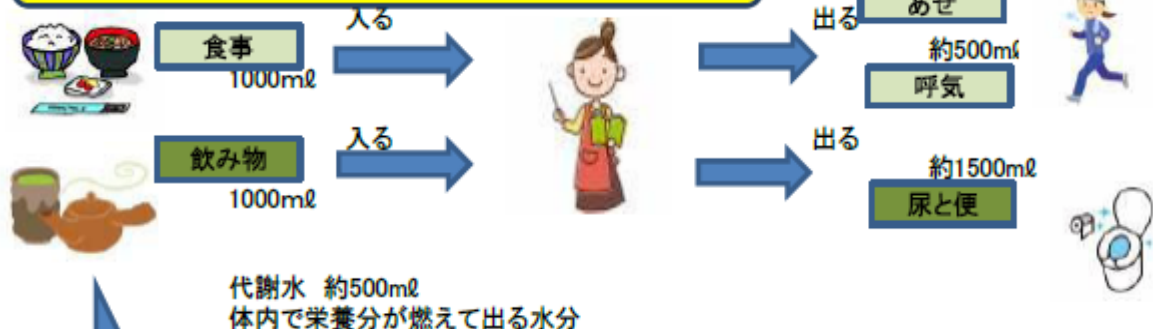 入る
食事
1000mℓ
入る
飲み物
1000mℓ
代謝水 約500mℓ
体内で栄養分が燃えて出る水分
出る
あせ
約500mℓ
呼気
出る
約1500mℓ
尿と便